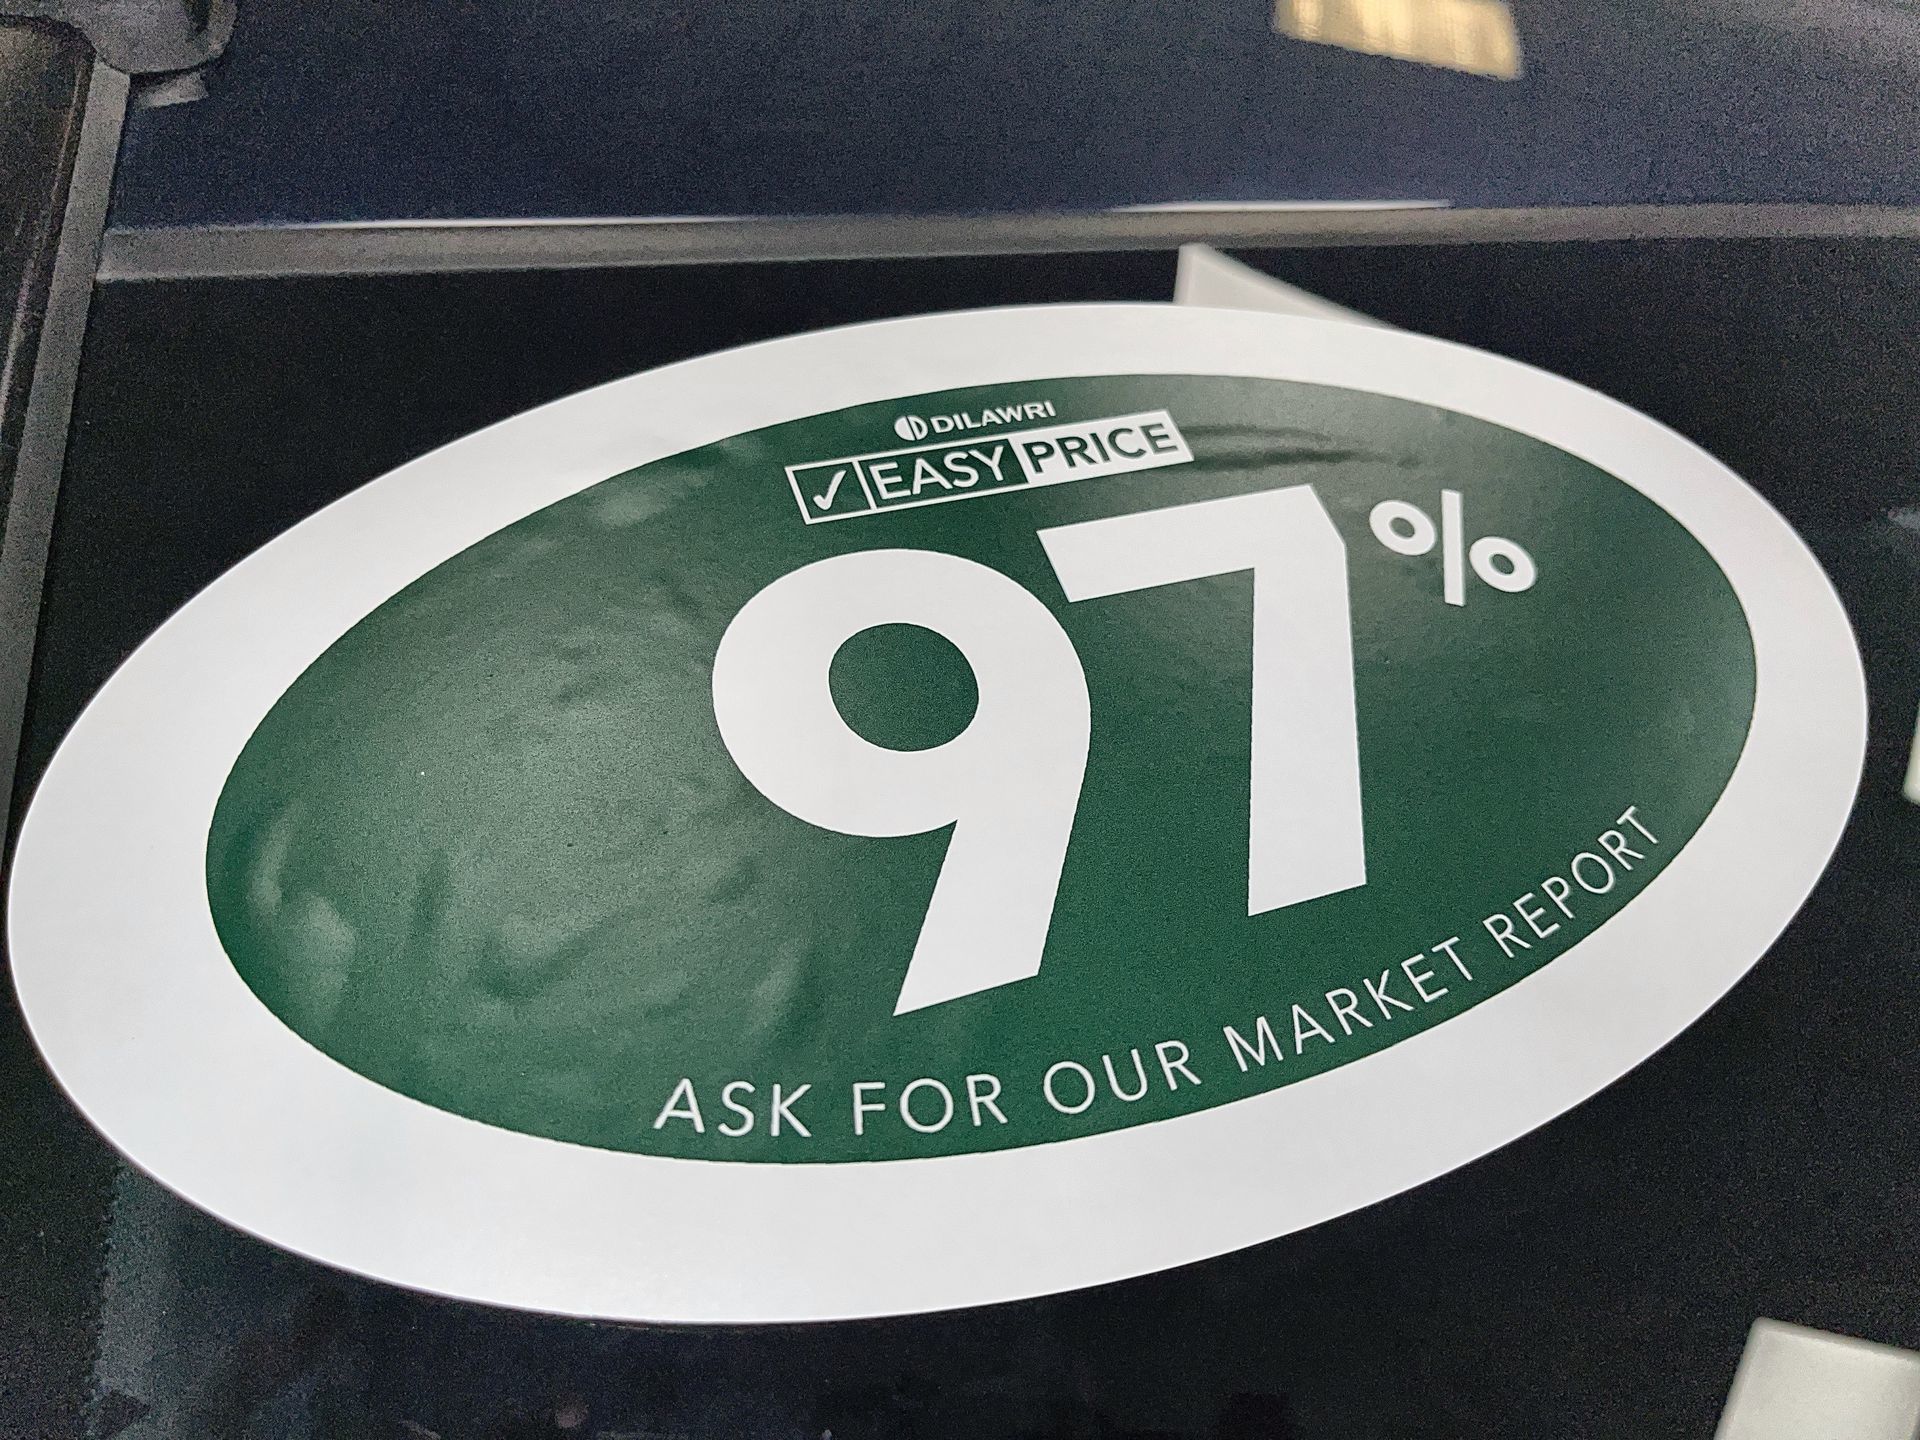 DILAWRI
✓ EASY PRICE
97%
ASK FOR OUR MARKET REPORT